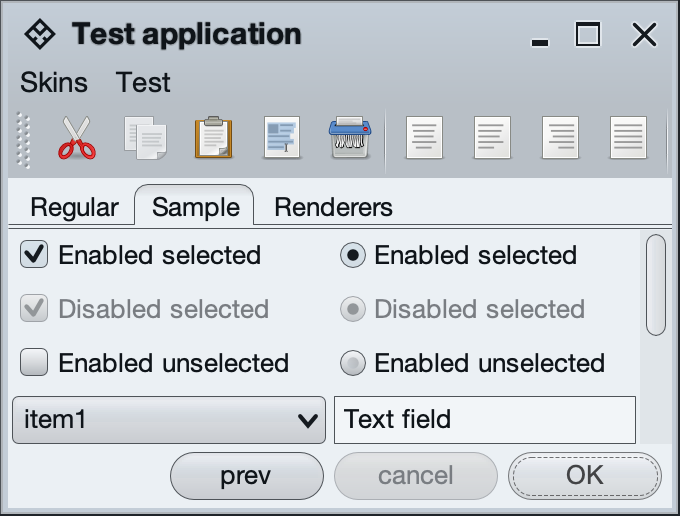 Test application
Skins Test
Regular Sample Renderers
Enabled selected Enabled selected
Disabled selected Disabled selected
Enabled unselected Enabled unselected
item1 Text field
prev cancel OK